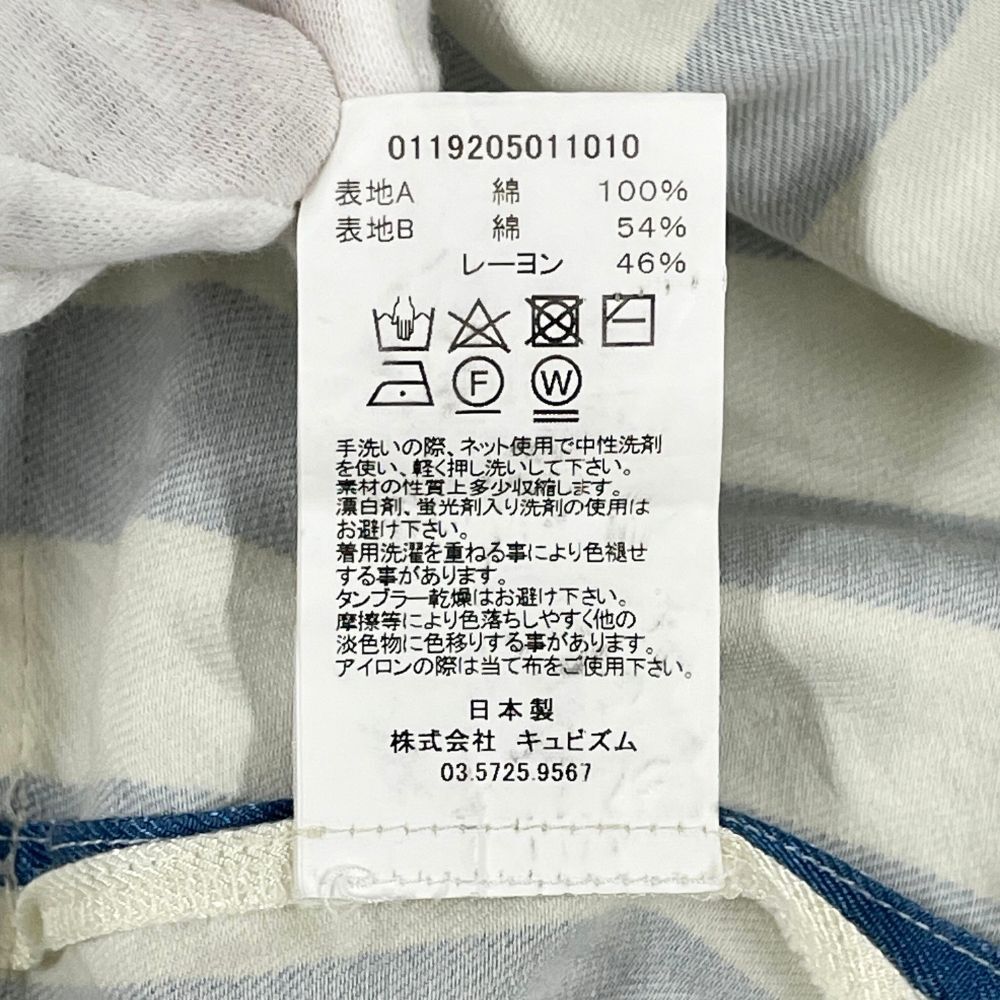 0119205011010
表地A 綿 100%
表地B 綿 54%
レーヨン 46%
F W
手洗いの際、ネット使用で中性洗剤
を使い、軽く押し洗いして下さい。
素材の性質上多少収縮します。
漂白剤、蛍光剤入り洗剤の使用は
お避け下さい。
着用洗濯を重ねる事により色褪せ
する事があります。
タンブラー乾燥はお避け下さい。
摩擦等により色落ちしやすく他の
淡色物に色移りする事があります。
アイロンの際は当て布をご使用下さい。
日本製
株式会社 キュビズム
03.5725.9567